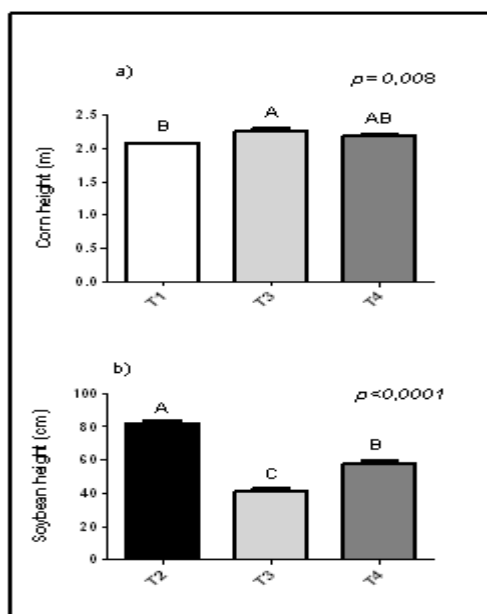 a)
p= 0,008
B
A
AB
2.5
2.0
1.5
1.0
0.5
0.0
Corn height (m)
T1
T3
T4
b)
p<0,0001
A
C
B
100
80
60
40
20
0
Soybean height (cm)
T2
T3
T4